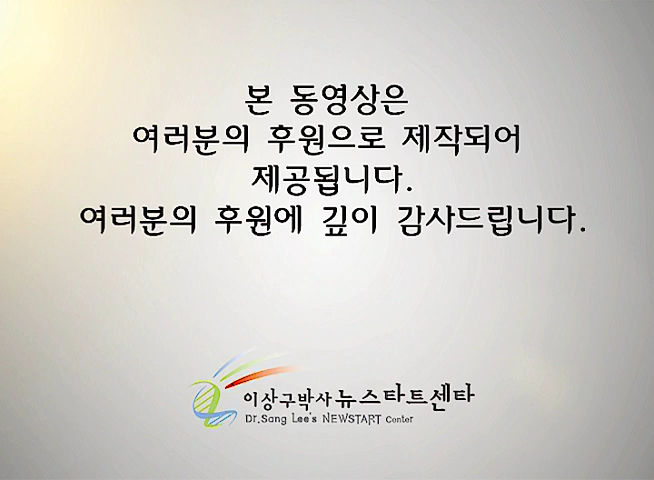 본 동영상은
여러분의 후원으로 제작되어
제공됩니다.
여러분의 후원에 깊이 감사드립니다.
이상구박사뉴스타트센타
Dr.Sang Lee's NEWSTART Center